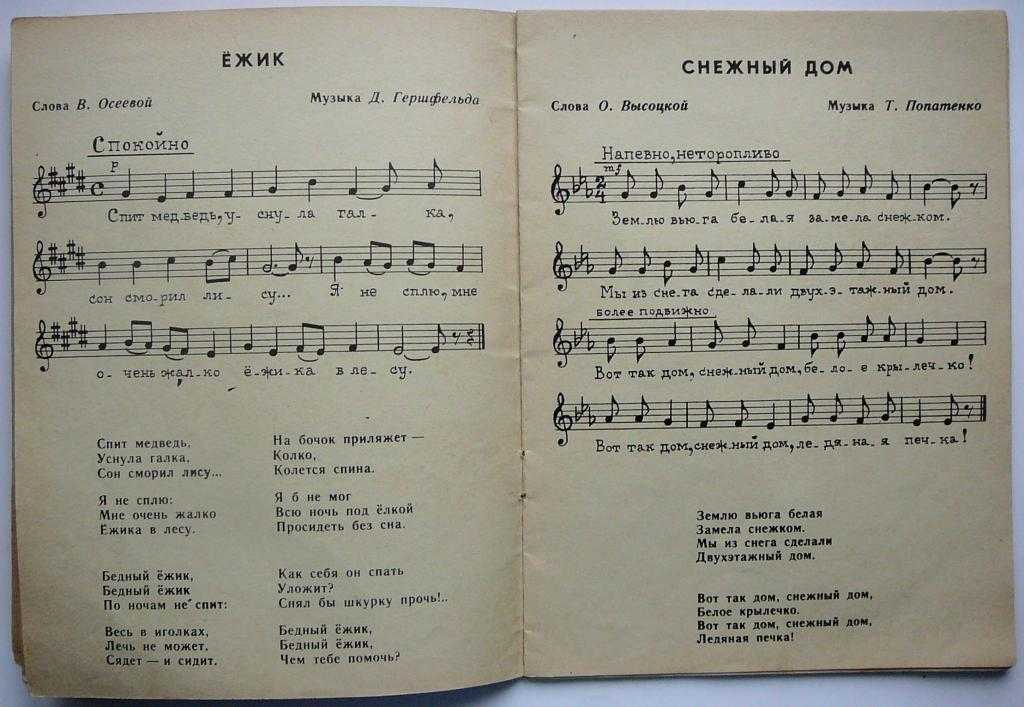 ЁЖИК
Слова В. Осеевой
Музыка Д. Гершфельда
Спокойно
p
Спит мед-ведь, у- сну-ла гал - ка,
сон смо-рил ли - су... Я не сплю, мне
о-чень жал-ко ё-жи-ка в ле-су.
Спит медведь,
Уснула галка,
Сон сморил лису...
Я не сплю:
Мне очень жалко
Ежика в лесу.
Бедный ёжик,
Бедный ёжик
По ночам не спит:
Весь в иголках,
Лечь не может.
Сядет — и сидит.
На бочок приляжет —
Колко,
Колется спина.
Я б не мог
Всю ночь под ёлкой
Просидеть без сна.
Как себя он спать
Уложит?
Снял бы шкурку прочь!..
Бедный ёжик,
Бедный ёжик,
Чем тебе помочь?
СНЕЖНЫЙ ДОМ
Слова О. Высоцкой
Музыка Т. Попатенко
Напевно, неторопливо
mf
2
4
Зем-лю вью-га бе-ла-я за-ме-ла снеж-ком.
Мы из сне-га сде-ла-ли двух-э-таж-ный дом.
более подвижно
Вот так дом, снеж-ный дом, бе-ло-е кры-леч-ко!
Вот так дом, снеж-ный дом, ле-дя-на-я печ-ка!
Землю вьюга белая
Замела снежком.
Мы из снега сделали
Двухэтажный дом.
Вот так дом, снежный дом,
Белое крылечко.
Вот так дом, снежный дом,
Ледяная печка!